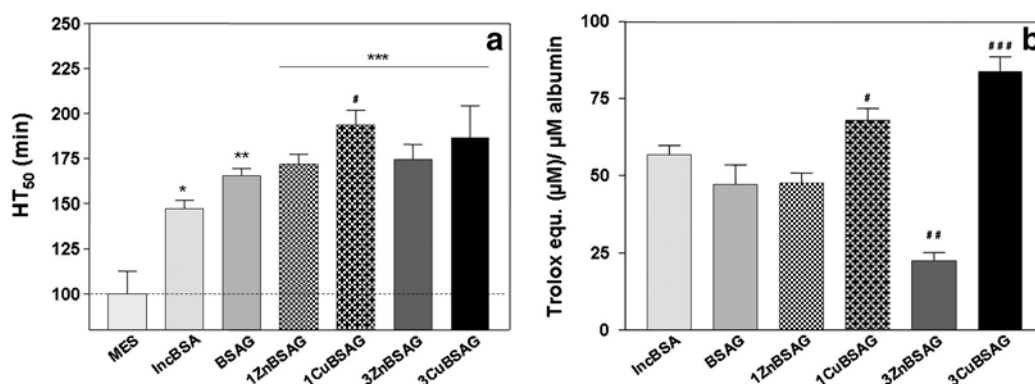 a
HT50 (min)
250
225
200
175
150
125
100
*
**
***
#
MES
IncBSA
BSAG
1ZnBSAG
1CuBSAG
3ZnBSAG
3CuBSAG
b
Trolox equ. (µM)/ µM albumin
100
75
50
25
0
#
##
###
IncBSA
BSAG
1ZnBSAG
1CuBSAG
3ZnBSAG
3CuBSAG